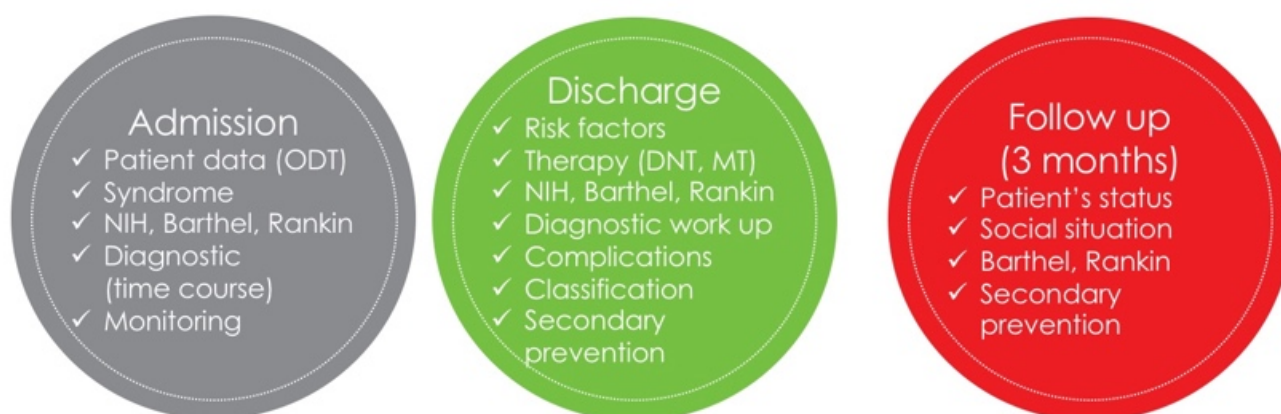 Admission
✓ Patient data (ODT)
✓ Syndrome
✓ NIH, Barthel, Rankin
✓ Diagnostic
(time course)
✓ Monitoring
Discharge
✓ Risk factors
✓ Therapy (DNT, MT)
✓ NIH, Barthel, Rankin
✓ Diagnostic work up
✓ Complications
✓ Classification
✓ Secondary
prevention
Follow up
(3 months)
✓ Patient's status
✓ Social situation
✓ Barthel, Rankin
✓ Secondary
prevention